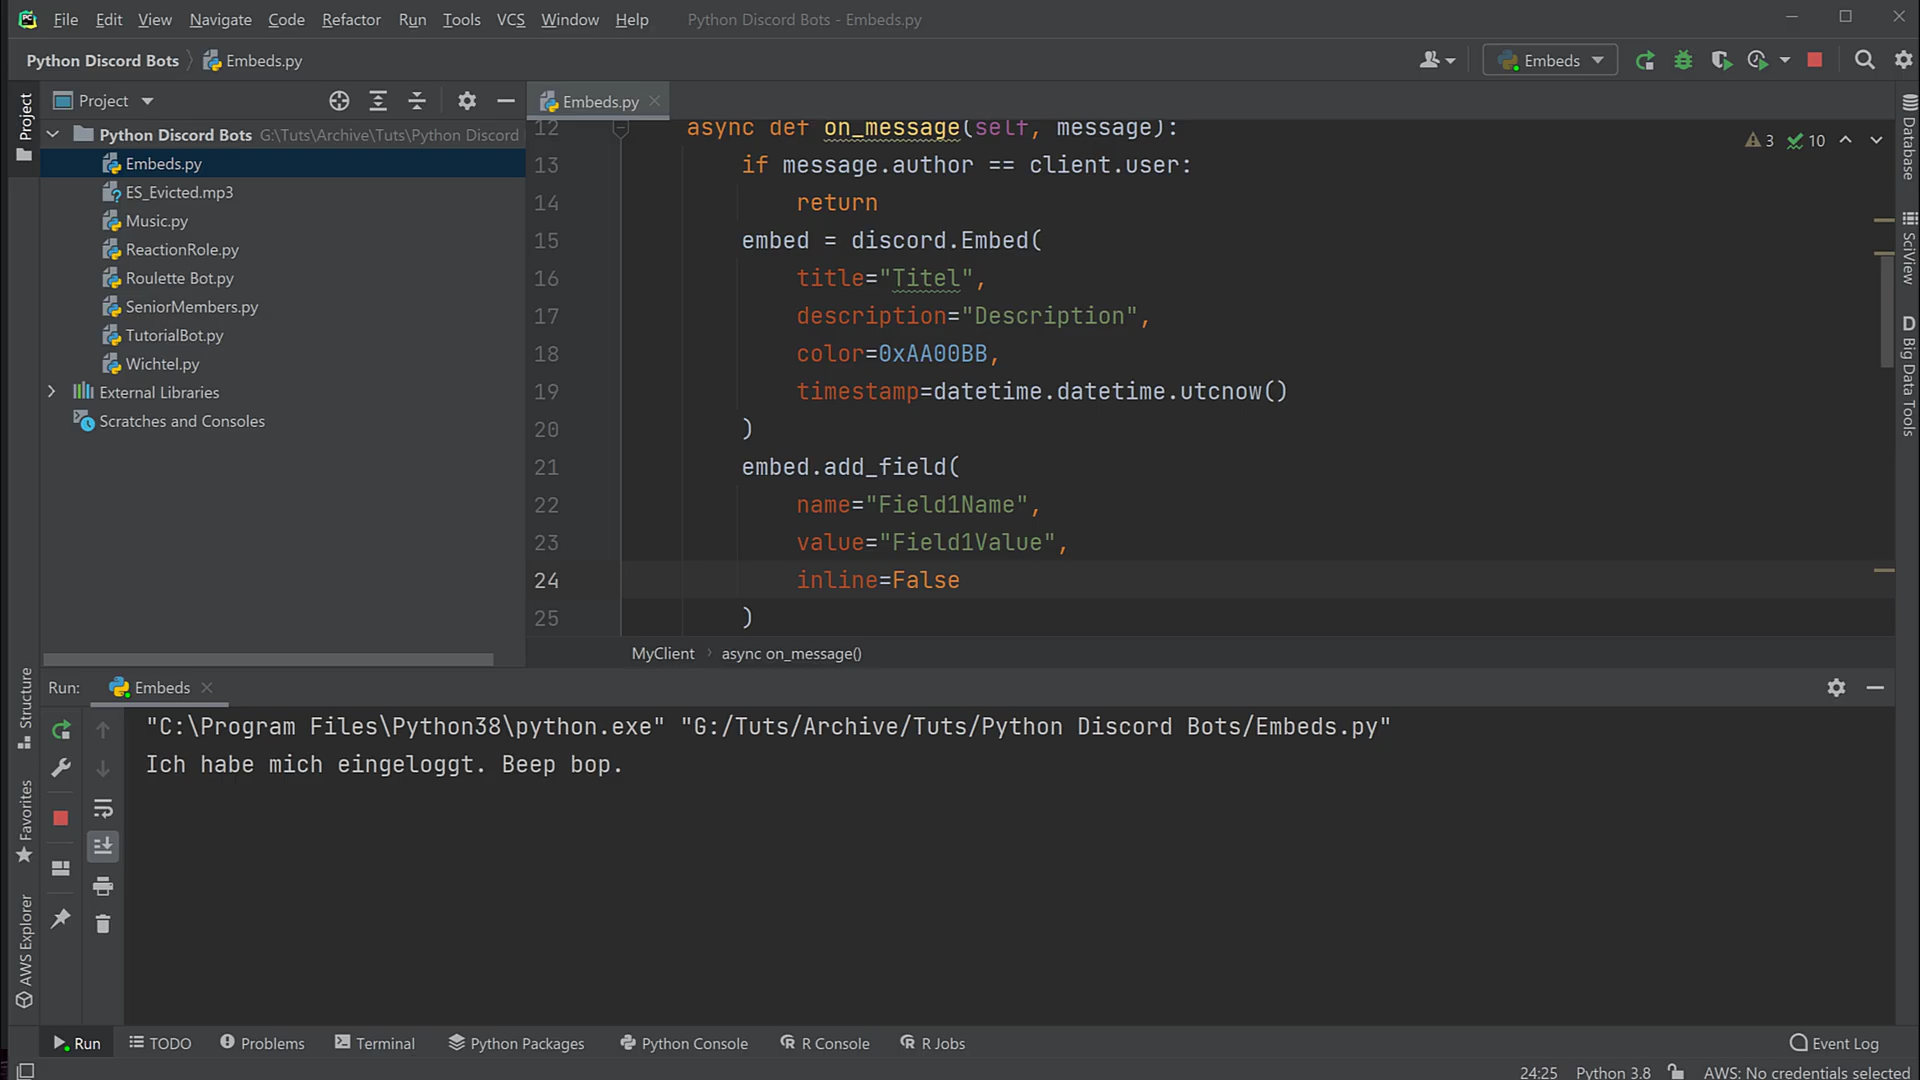 File Edit View Navigate Code Refactor Run Tools VCS Window Help Python Discord Bots - Embeds.py
Python Discord Bots Embeds.py Embeds
Project
Project
Embeds.py
Python Discord Bots G:\Tuts\Archive\Tuts\Python Discord
Embeds.py
ES_Evicted.mp3
Music.py
ReactionRole.py
Roulette Bot.py
SeniorMembers.py
TutorialBot.py
Wichtel.py
External Libraries
Scratches and Consoles
12 async def on_message(self, message):
13 if message.author == client.user:
14 return
15 embed = discord.Embed(
16 title="Titel",
17 description="Description",
18 color=0xAA00BB,
19 timestamp=datetime.datetime.utcnow()
20 )
21 embed.add_field(
22 name="Field1Name",
23 value="Field1Value",
24 inline=False
25 )
3 10
Database
SciView
D Big Data Tools
MyClient async on_message()
Structure
Favorites
AWS Explorer
Run: Embeds
"C:\Program Files\Python38\python.exe" "G:/Tuts/Archive/Tuts/Python Discord Bots/Embeds.py"
Ich habe mich eingeloggt. Beep bop.
Run TODO Problems Terminal Python Packages Python Console R Console R Jobs Event Log
24:25 Python 3.8 AWS: No credentials selected